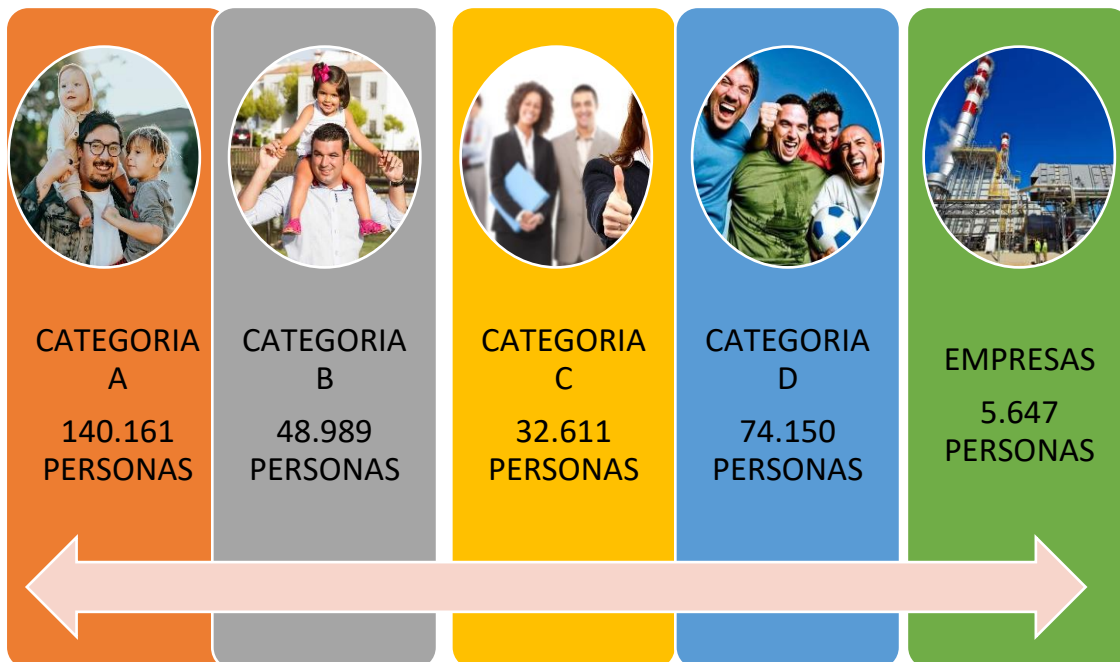 CATEGORIA
A
140.161
PERSONAS
CATEGORIA
B
48.989
PERSONAS
CATEGORIA
C
32.611
PERSONAS
CATEGORIA
D
74.150
PERSONAS
EMPRESAS
5.647
PERSONAS